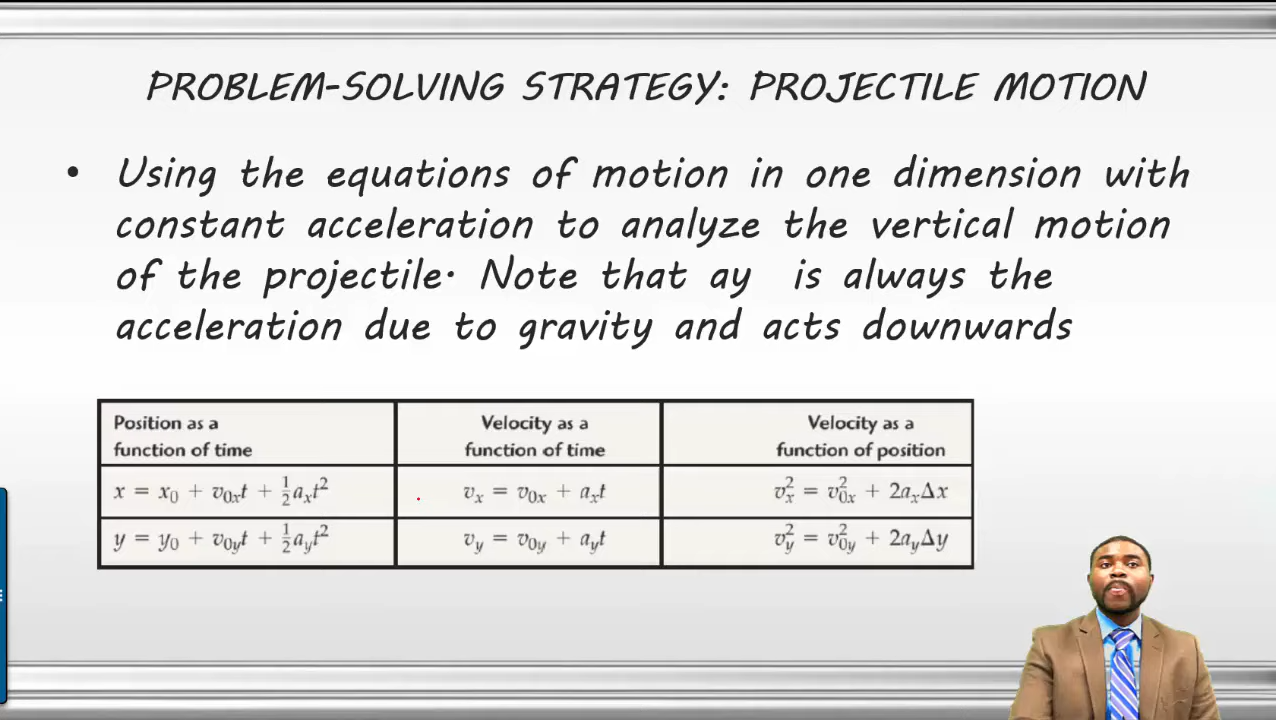 PROBLEM-SOLVING STRATEGY: PROJECTILE MOTION
• Using the equations of motion in one dimension with
constant acceleration to analyze the vertical motion
of the projectile. Note that ay is always the
acceleration due to gravity and acts downwards
Position as a
function of time
Velocity as a
function of time
Velocity as a
function of position
x = x₀ + v₀ₓt + ½aₓt²
vₓ = v₀ₓ + aₓt
vₓ² = v₀ₓ² + 2aₓΔx
y = y₀ + v₀ᵧt + ½aᵧt²
vᵧ = v₀ᵧ + aᵧt
vᵧ² = v₀ᵧ² + 2aᵧΔy